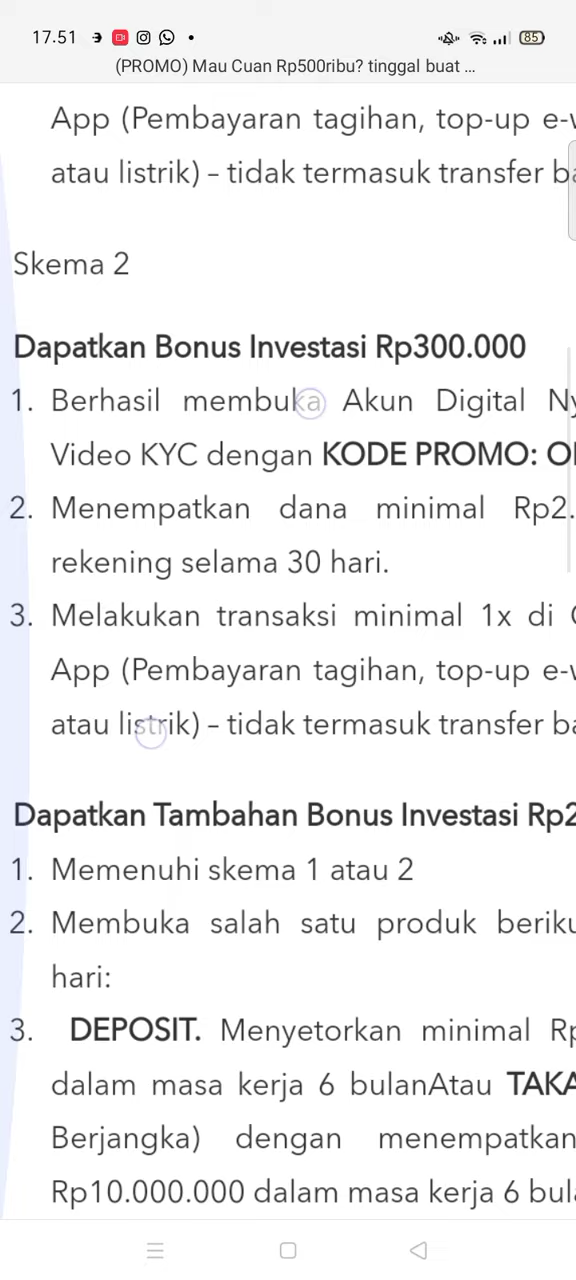 17.51
85
(PROMO) Mau Cuan Rp500ribu? tinggal buat ...
App (Pembayaran tagihan, top-up e-
atau listrik) – tidak termasuk transfer
Skema 2
Dapatkan Bonus Investasi Rp300.000
1. Berhasil membuka Akun Digital
Video KYC dengan KODE PROMO:
2. Menempatkan dana minimal Rp2.
rekening selama 30 hari.
3. Melakukan transaksi minimal 1x di
App (Pembayaran tagihan, top-up e-
atau listrik) – tidak termasuk transfer
Dapatkan Tambahan Bonus Investasi Rp2
1. Memenuhi skema 1 atau 2
2. Membuka salah satu produk
hari:
3. DEPOSIT. Menyetorkan minimal
dalam masa kerja 6 bulanAtau
Berjangka) dengan menempatkan
Rp10.000.000 dalam masa kerja 6